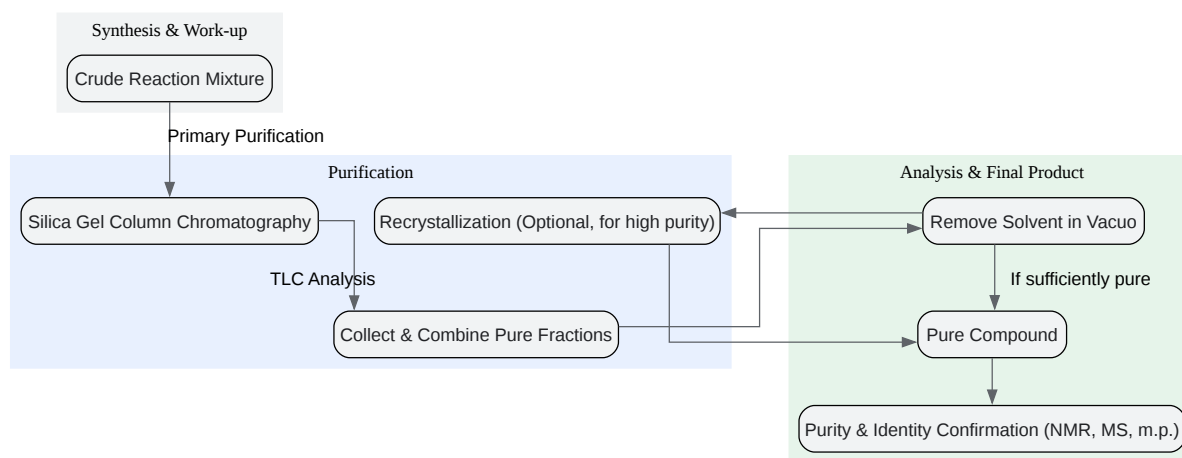 Synthesis & Work-up
Crude Reaction Mixture
Primary Purification
Purification
Silica Gel Column Chromatography
Recrystallization (Optional, for high purity)
TLC Analysis
Collect & Combine Pure Fractions
Analysis & Final Product
Remove Solvent in Vacuo
If sufficiently pure
Pure Compound
Purity & Identity Confirmation (NMR, MS, m.p.)